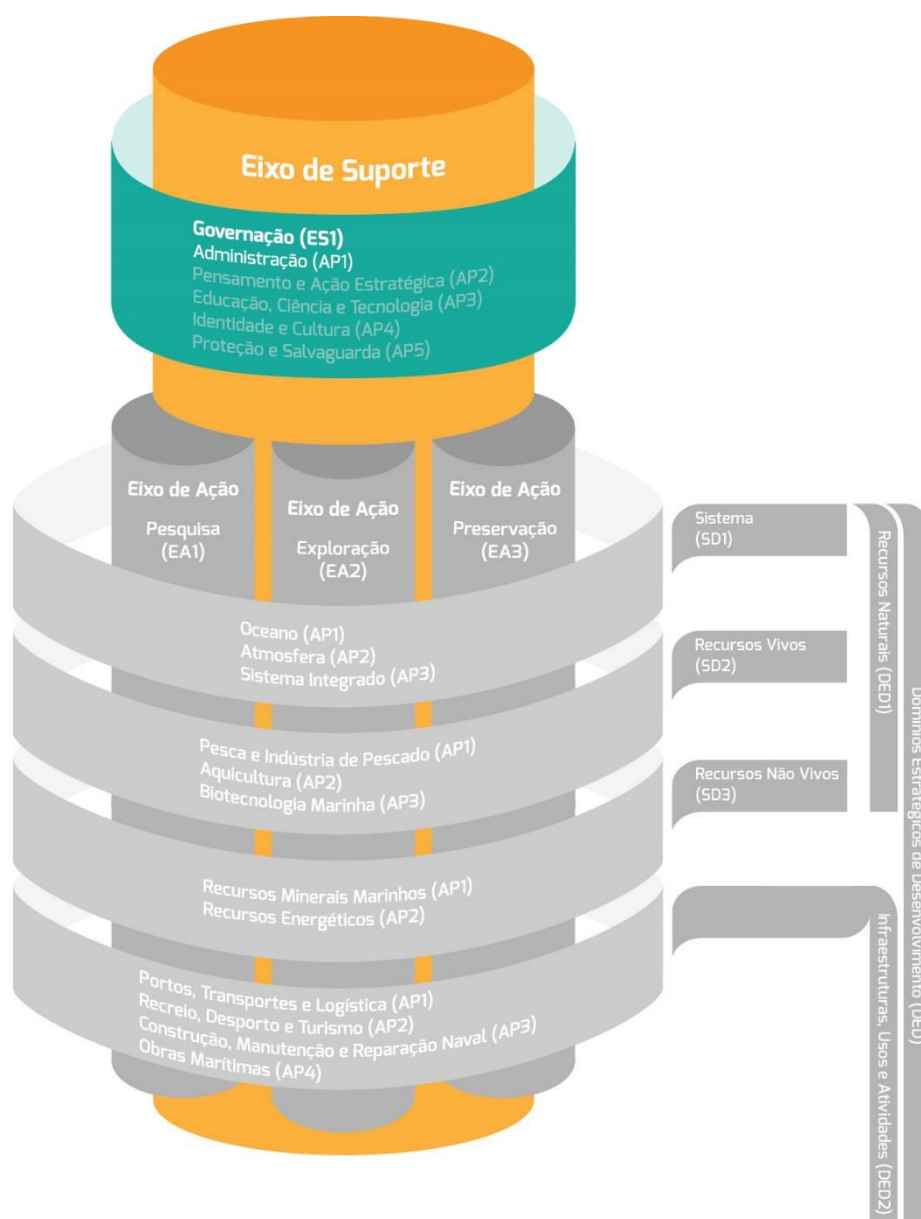 Eixo de Suporte
Governação (ES1)
Administração (AP1)
Pensamento e Ação Estratégica (AP2)
Educação, Ciência e Tecnologia (AP3)
Identidade e Cultura (AP4)
Proteção e Salvaguarda (AP5)
Eixo de Ação
Pesquisa
(EA1)
Eixo de Ação
Exploração
(EA2)
Eixo de Ação
Preservação
(EA3)
Oceano (AP1)
Atmosfera (AP2)
Sistema Integrado (AP3)
Sistema
(SD1)
Pesca e Indústria de Pescado (AP1)
Aquicultura (AP2)
Biotecnologia Marinha (AP3)
Recursos Vivos
(SD2)
Recursos Minerais Marinhos (AP1)
Recursos Energéticos (AP2)
Recursos Não Vivos
(SD3)
Portos, Transportes e Logística (AP1)
Recreio, Desporto e Turismo (AP2)
Construção, Manutenção e Reparação Naval (AP3)
Obras Marítimas (AP4)
Recursos Naturais (DED1)
Infraestruturas, Usos e Atividades (DED2)
Domínios Estratégicos de Desenvolvimento (DED)